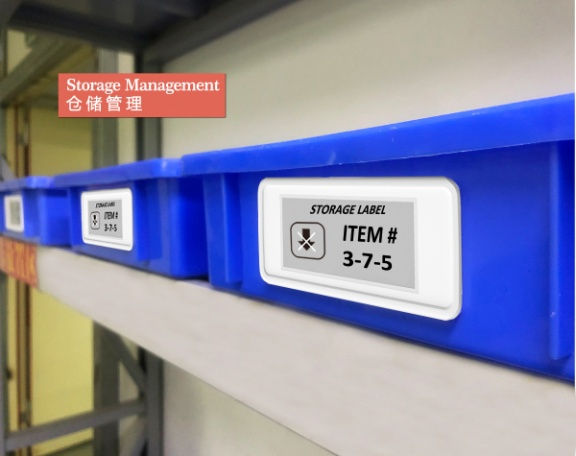 Storage Management
仓储管理
STORAGE LABEL
ITEM #
3-7-5
STORAGE LABEL
ITEM #
3-7-5